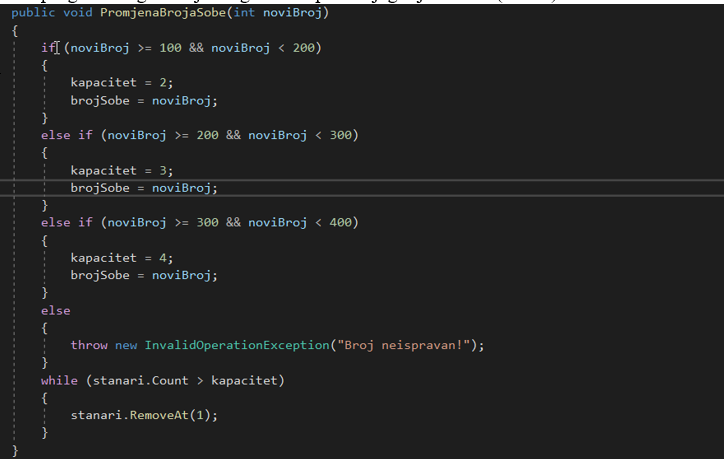 public void PromjenaBrojaSobe(int noviBroj)
{
if (noviBroj >= 100 && noviBroj < 200)
{
kapacitet = 2;
brojSobe = noviBroj;
}
else if (noviBroj >= 200 && noviBroj < 300)
{
kapacitet = 3;
brojSobe = noviBroj;
}
else if (noviBroj >= 300 && noviBroj < 400)
{
kapacitet = 4;
brojSobe = noviBroj;
}
else
{
throw new InvalidOperationException("Broj neispravan!");
}
while (stanari.Count > kapacitet)
{
stanari.RemoveAt(1);
}
}